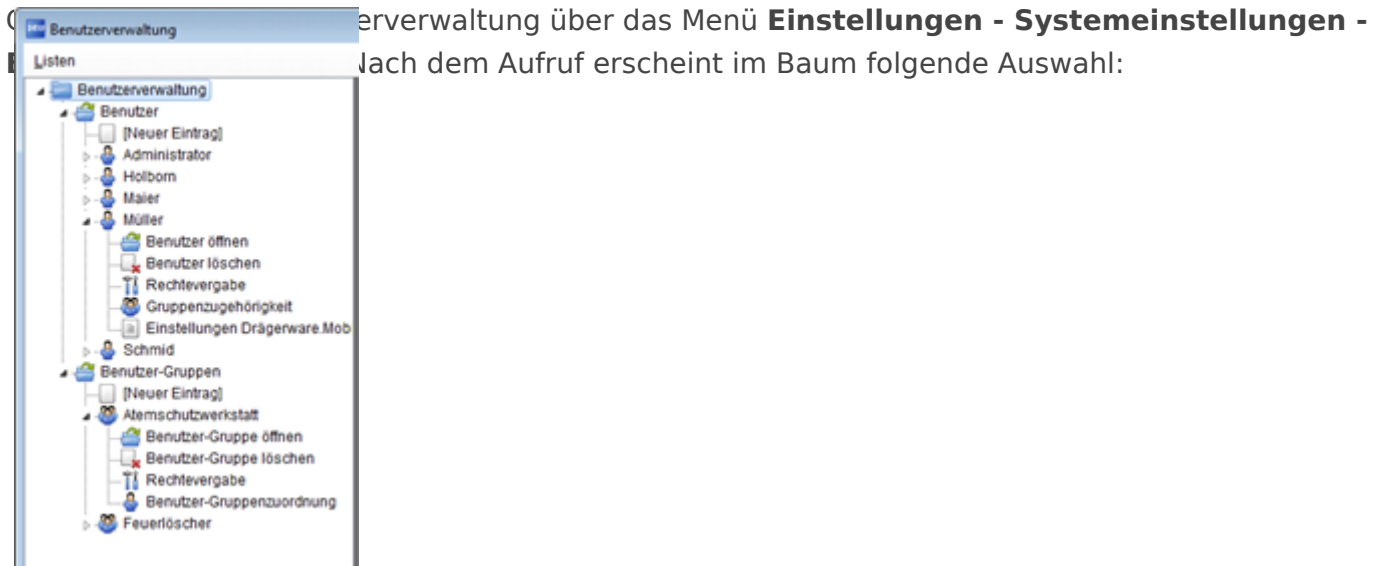 erverwaltung über das Menü Einstellungen - Systemeinstellungen -
Nach dem Aufruf erscheint im Baum folgende Auswahl:
Benutzerverwaltung
Listen
Benutzerverwaltung
Benutzer
[Neuer Eintrag]
Administrator
Holborn
Maier
Müller
Benutzer öffnen
Benutzer löschen
Rechtevergabe
Gruppenzugehörigkeit
Einstellungen Drägerware.Mob
Schmid
Benutzer-Gruppen
[Neuer Eintrag]
Atemschutzwerkstatt
Benutzer-Gruppe öffnen
Benutzer-Gruppe löschen
Rechtevergabe
Benutzer-Gruppenzuordnung
Feuerlöscher